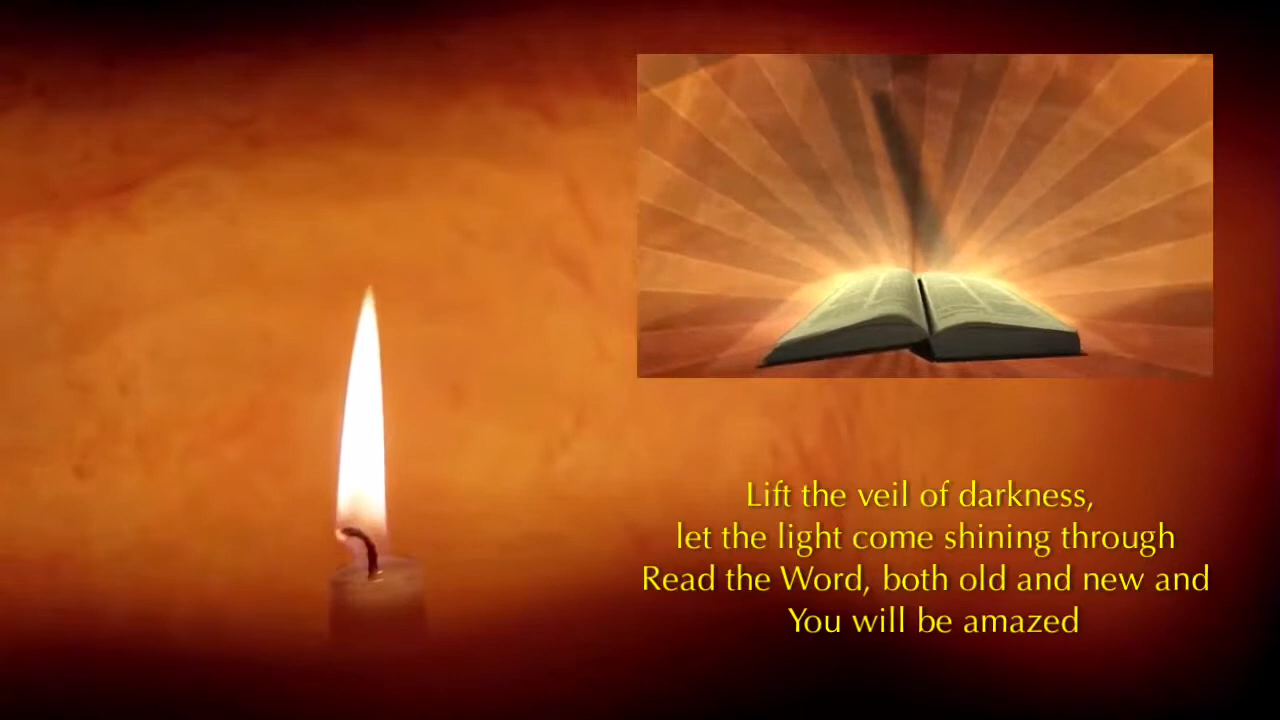 Lift the veil of darkness,
let the light come shining through
Read the Word, both old and new and
You will be amazed